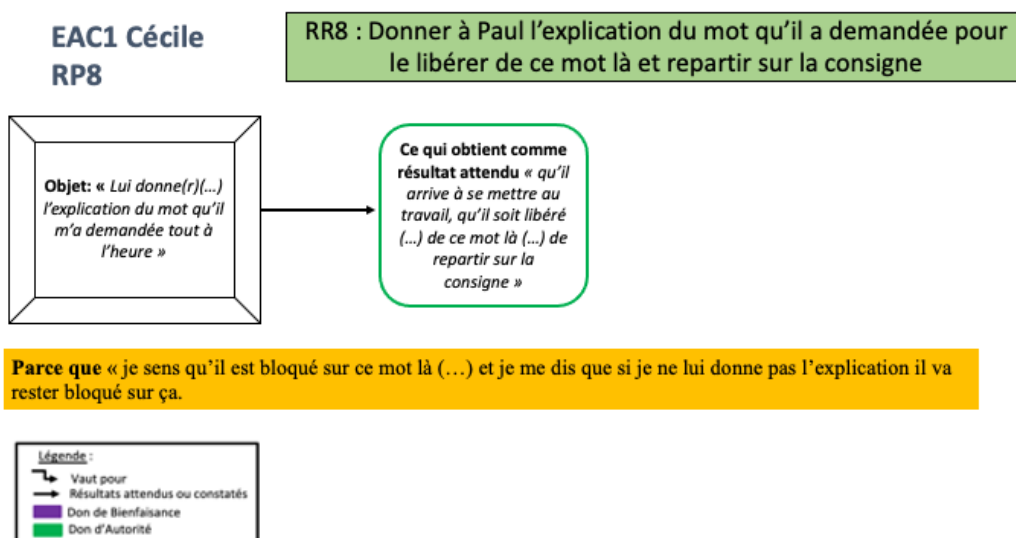 EAC1 Cécile
RP8
RR8 : Donner à Paul l’explication du mot qu’il a demandée pour
le libérer de ce mot là et repartir sur la consigne
Objet: « Lui donne(r)(...)
l’explication du mot qu’il
m’a demandée tout à
l’heure »
Ce qui obtient comme
résultat attendu « qu’il
arrive à se mettre au
travail, qu’il soit libéré
(...) de ce mot là (...) de
repartir sur la
consigne »
Parce que « je sens qu’il est bloqué sur ce mot là (…) et je me dis que si je ne lui donne pas l’explication il va
rester bloqué sur ça.
Légende :
Vaut pour
Résultats attendus ou constatés
Don de Bienfaisance
Don d’Autorité